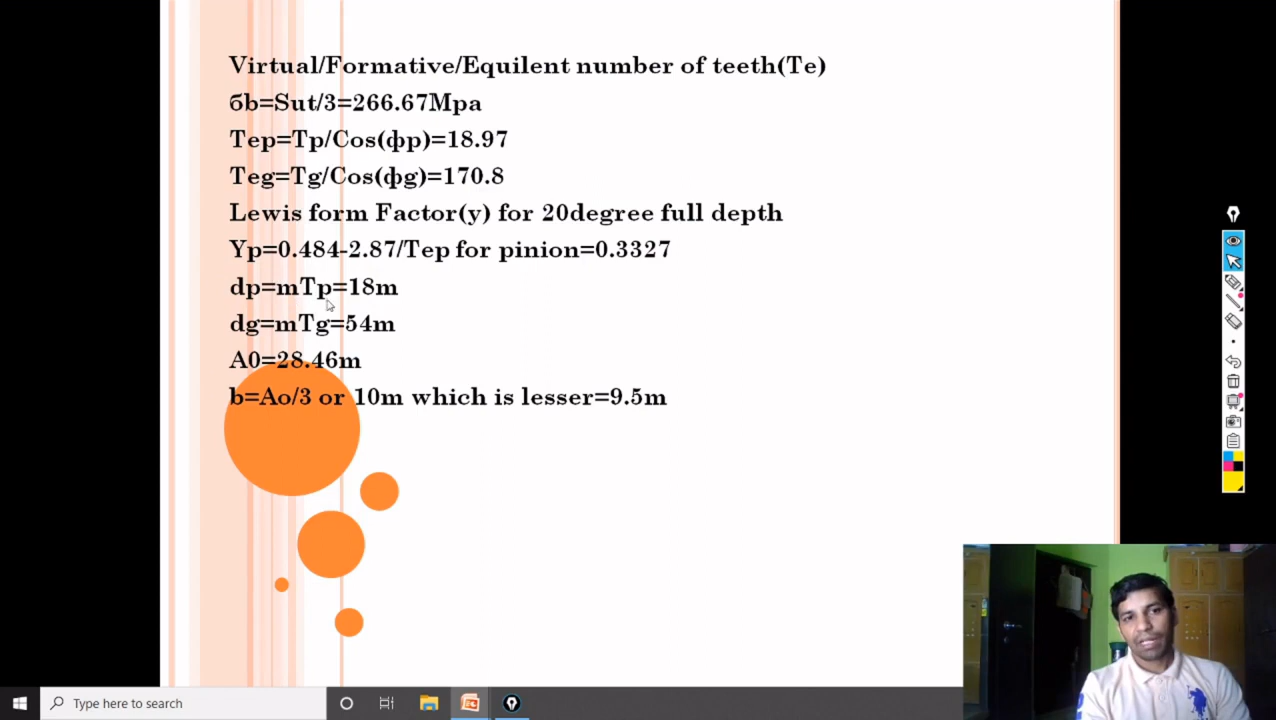 Virtual/Formative/Equilent number of teeth(Te)
бb=Sut/3=266.67Mpa
Tep=Tp/Cos(фp)=18.97
Teg=Tg/Cos(фg)=170.8
Lewis form Factor(y) for 20degree full depth
Yp=0.484-2.87/Tep for pinion=0.3327
dp=mTp=18m
dg=mTg=54m
A0=28.46m
b=Ao/3 or 10m which is lesser=9.5m
Type here to search